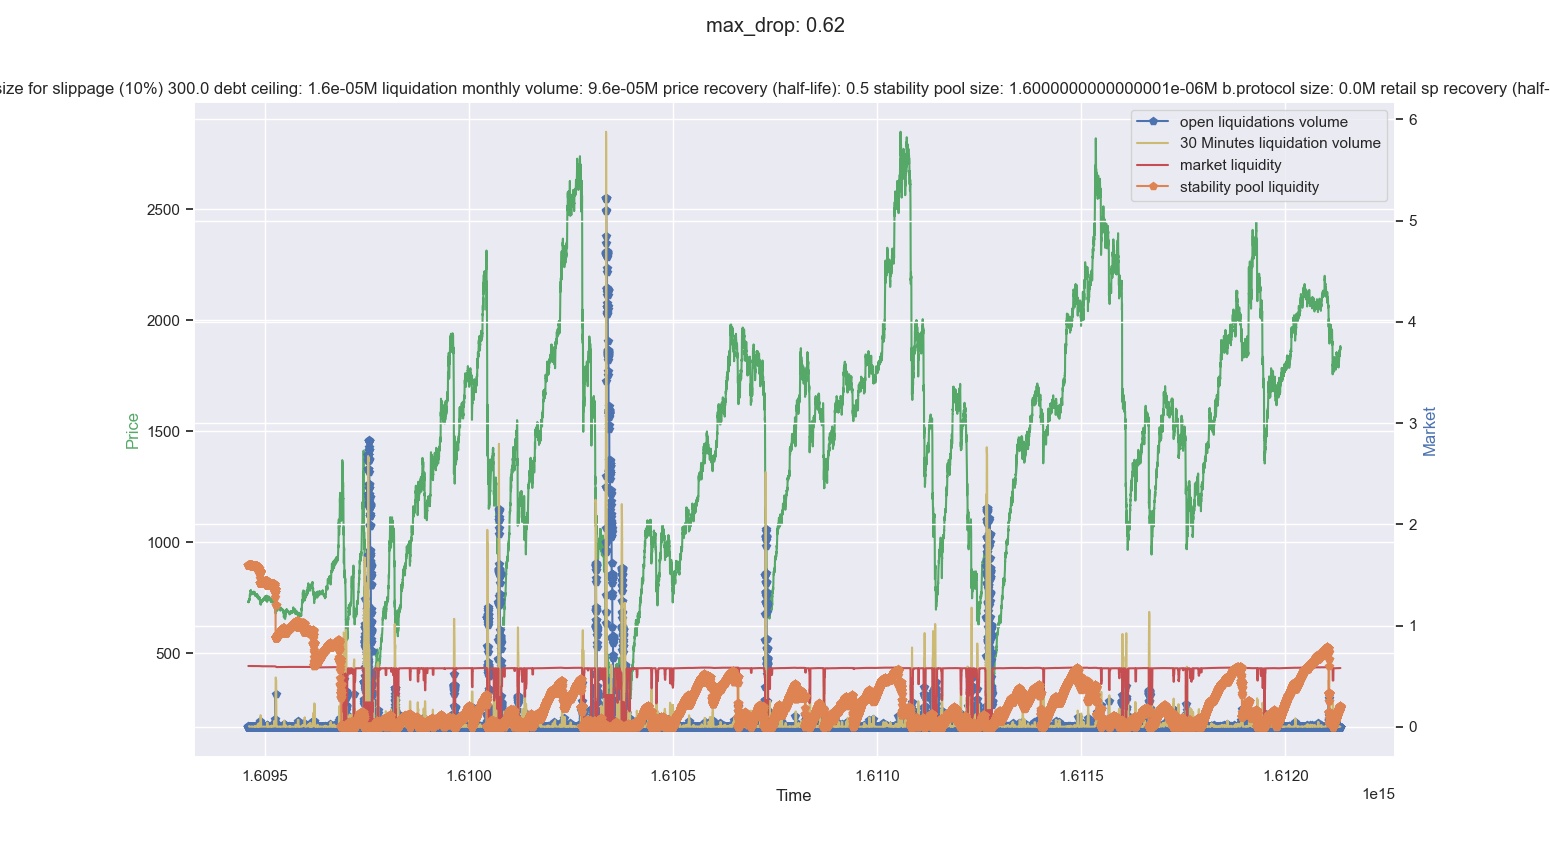 max_drop: 0.62
size for slippage (10%) 300.0 debt ceiling: 1.6e-05M liquidation monthly volume: 9.6e-05M price recovery (half-life): 0.5 stability pool size: 1.6000000000000001e-06M b.protocol size: 0.0M retail sp recovery (half-
open liquidations volume
30 Minutes liquidation volume
market liquidity
stability pool liquidity
2500
2000
1500
1000
500
Price
6
5
4
3
2
1
0
Market
1.6095
1.6100
1.6105
1.6110
1.6115
1.6120
1e15
Time